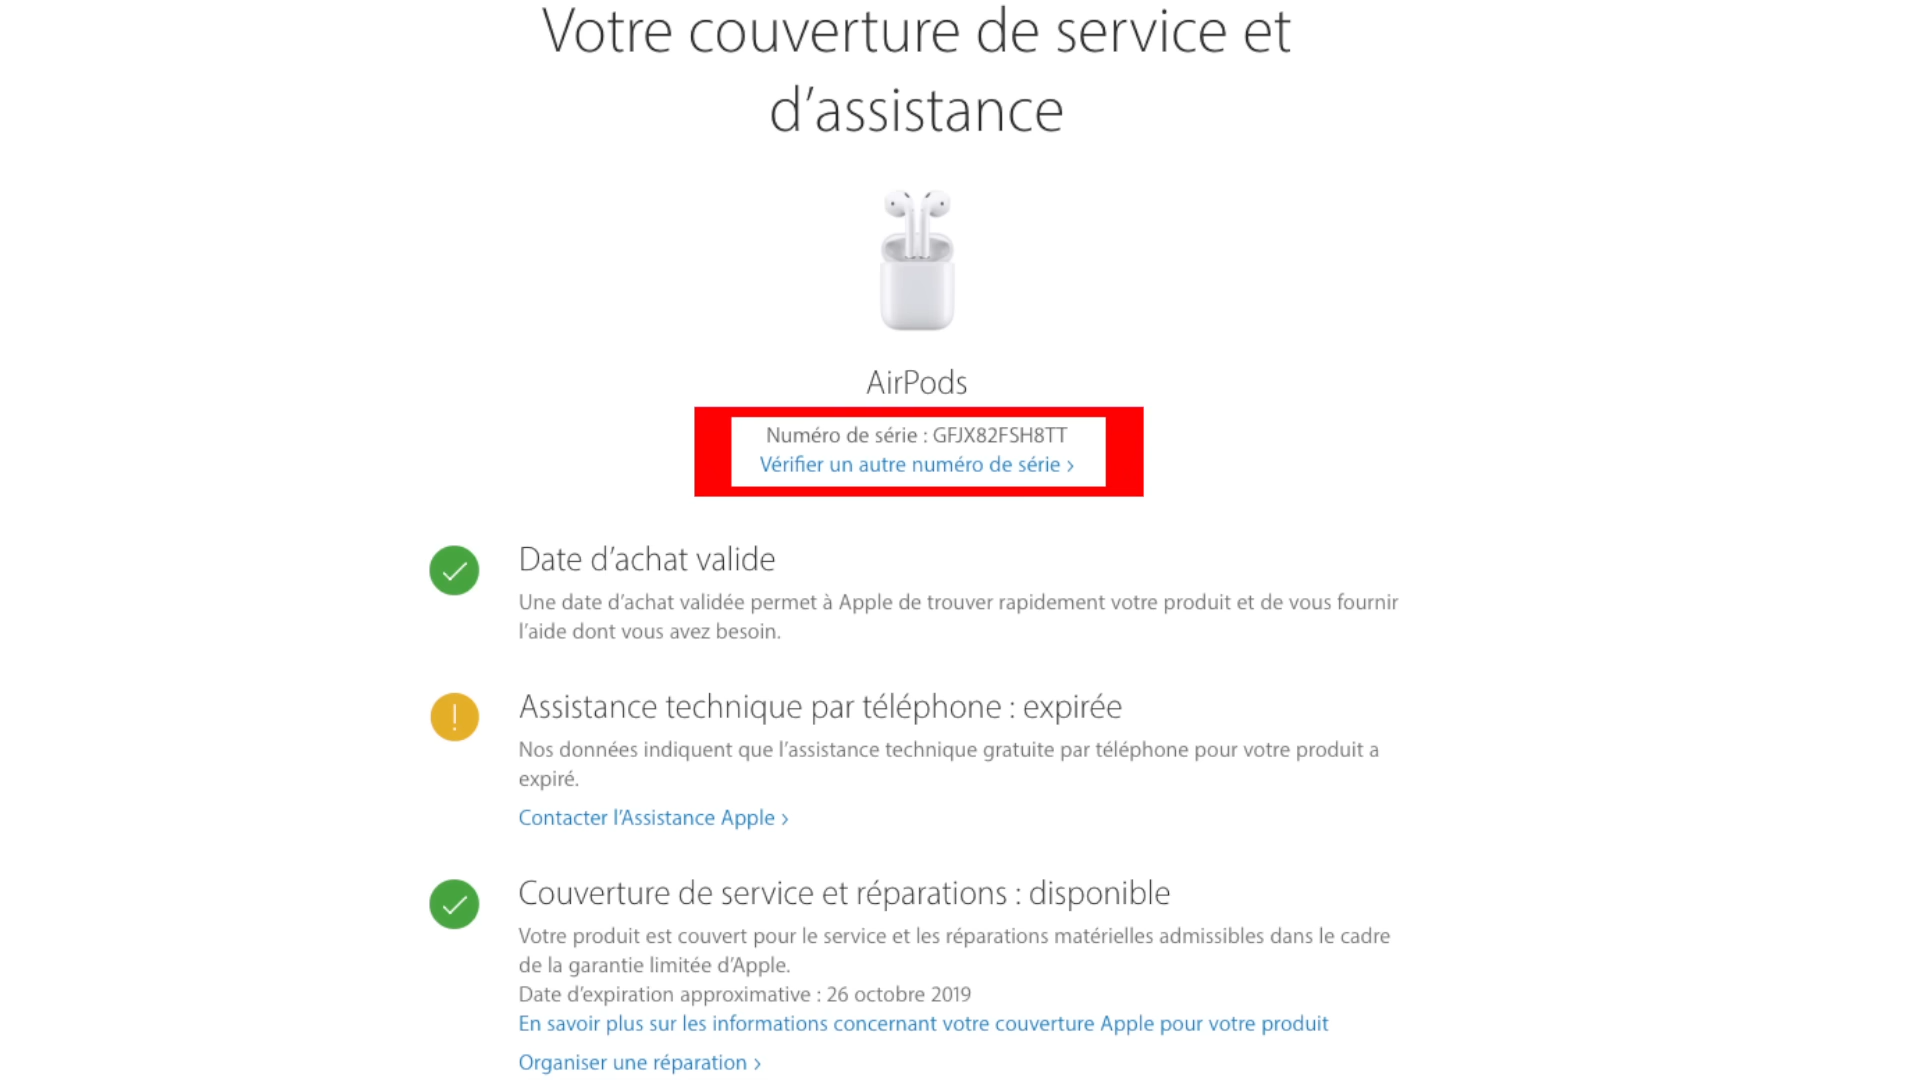 Votre couverture de service et
d’assistance
AirPods
Numéro de série : GFJX82FSH8TT
Vérifier un autre numéro de série ›
Date d’achat valide
Une date d’achat validée permet à Apple de trouver rapidement votre produit et de vous fournir
l’aide dont vous avez besoin.
Assistance technique par téléphone : expirée
Nos données indiquent que l’assistance technique gratuite par téléphone pour votre produit a
expiré.
Contacter l’Assistance Apple ›
Couverture de service et réparations : disponible
Votre produit est couvert pour le service et les réparations matérielles admissibles dans le cadre
de la garantie limitée d’Apple.
Date d’expiration approximative : 26 octobre 2019
En savoir plus sur les informations concernant votre couverture Apple pour votre produit
Organiser une réparation ›